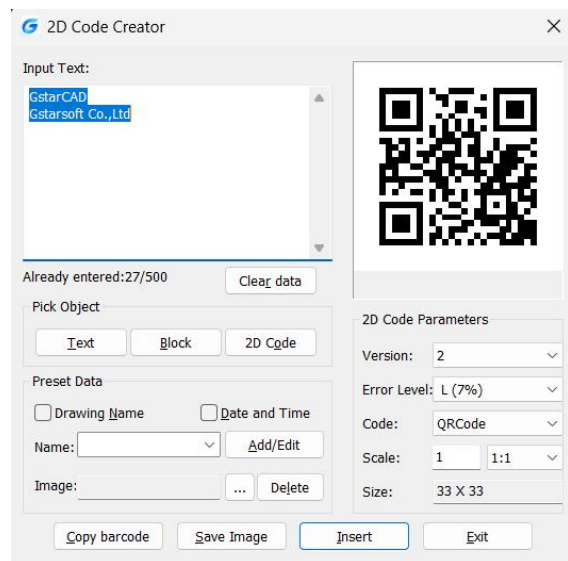 2D Code Creator
Input Text:
GstarCAD
Gstarsoft Co.,Ltd
Already entered:27/500
Clear data
Pick Object
Text
Block
2D Code
Preset Data
Drawing Name
Date and Time
Name:
Add/Edit
Image:
...
Delete
2D Code Parameters
Version: 2
Error Level: L (7%)
Code: QRCode
Scale: 1 1:1
Size: 33 X 33
Copy barcode
Save Image
Insert
Exit